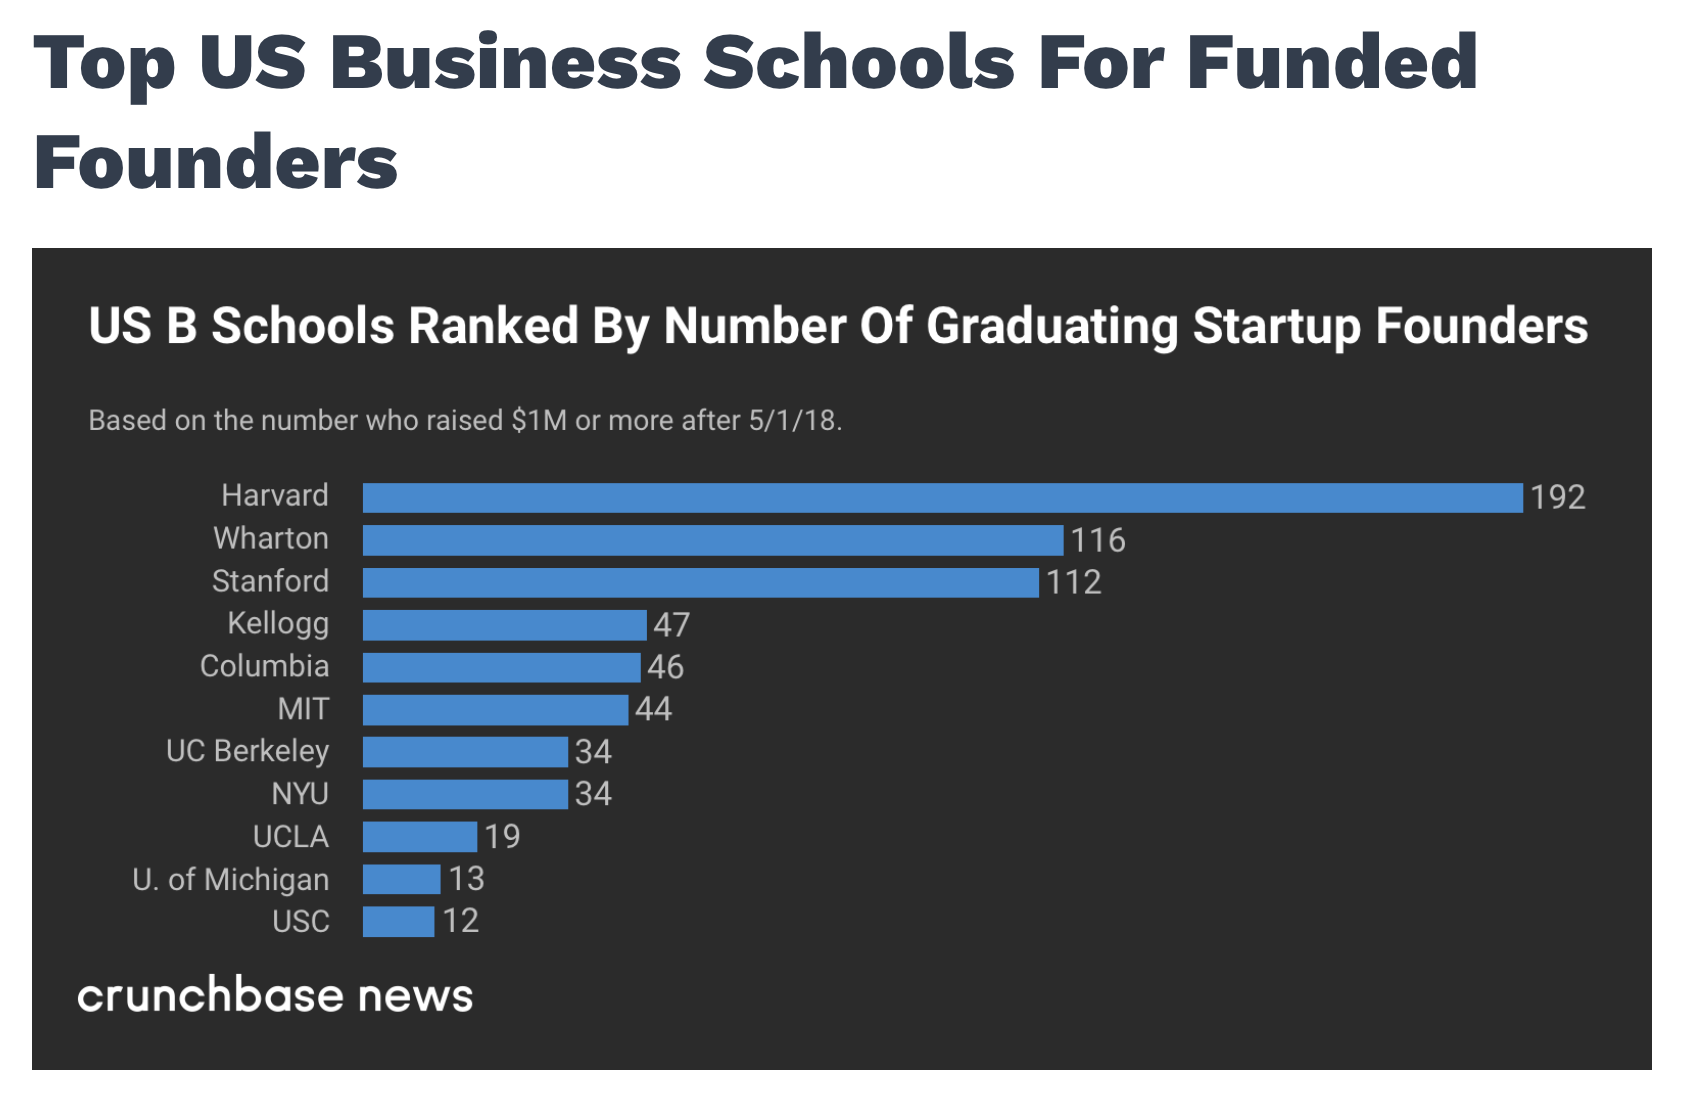 Top US Business Schools For Funded
Founders
US B Schools Ranked By Number Of Graduating Startup Founders
Based on the number who raised $1M or more after 5/1/18.
Harvard 192
Wharton 116
Stanford 112
Kellogg 47
Columbia 46
MIT 44
UC Berkeley 34
NYU 34
UCLA 19
U. of Michigan 13
USC 12
crunchbase news